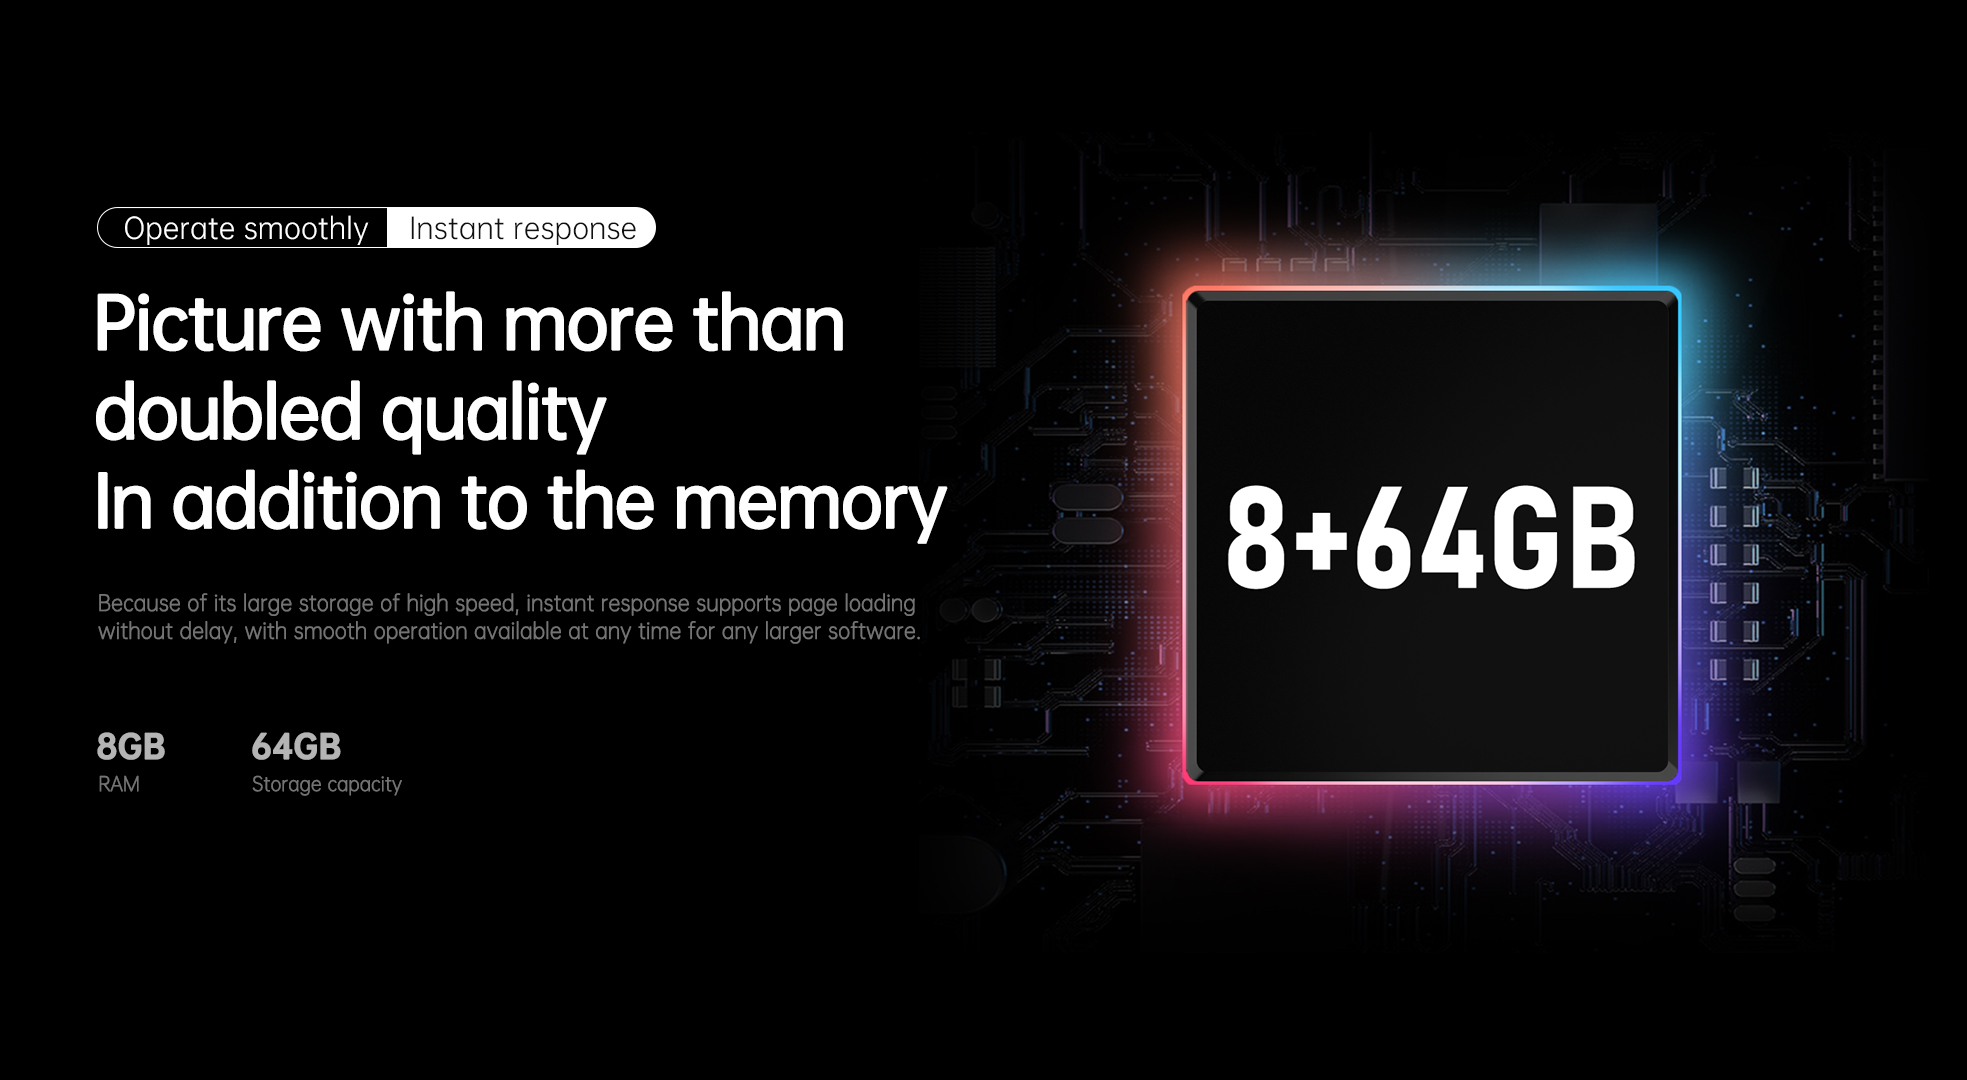 Operate smoothly Instant response
Picture with more than
doubled quality
In addition to the memory
Because of its large storage of high speed, instant response supports page loading
without delay, with smooth operation available at any time for any larger software.
8GB 64GB
RAM Storage capacity
8+64GB